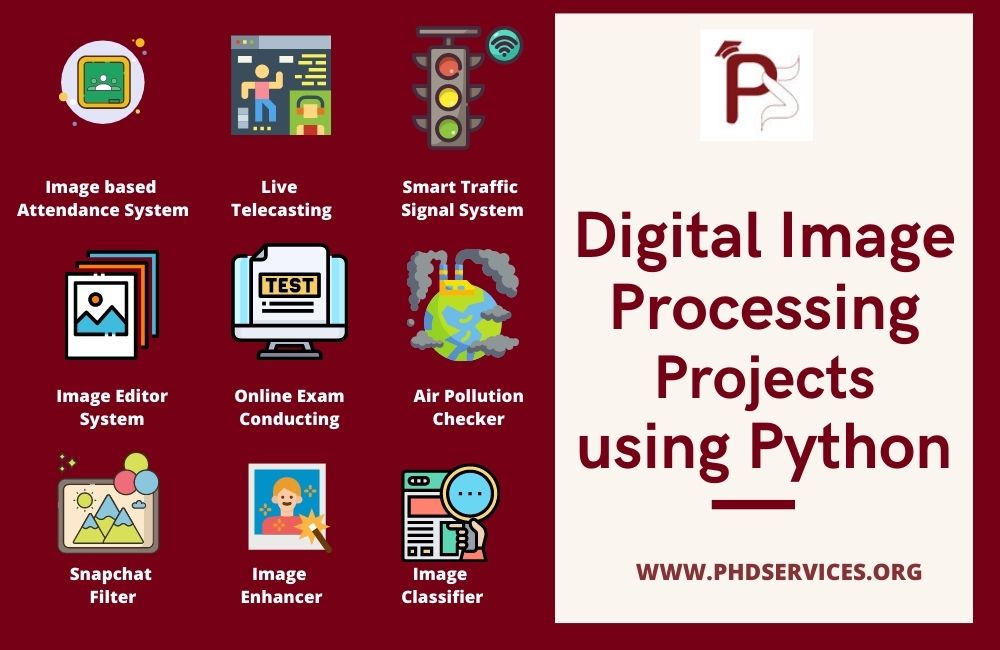 Image based
Attendance System
Live
Telecasting
Smart Traffic
Signal System
TEST
Image Editor
System
Online Exam
Conducting
Air Pollution
Checker
Snapchat
Filter
Image
Enhancer
Image
Classifier
PS
Digital Image
Processing
Projects
using Python
WWW.PHDSERVICES.ORG